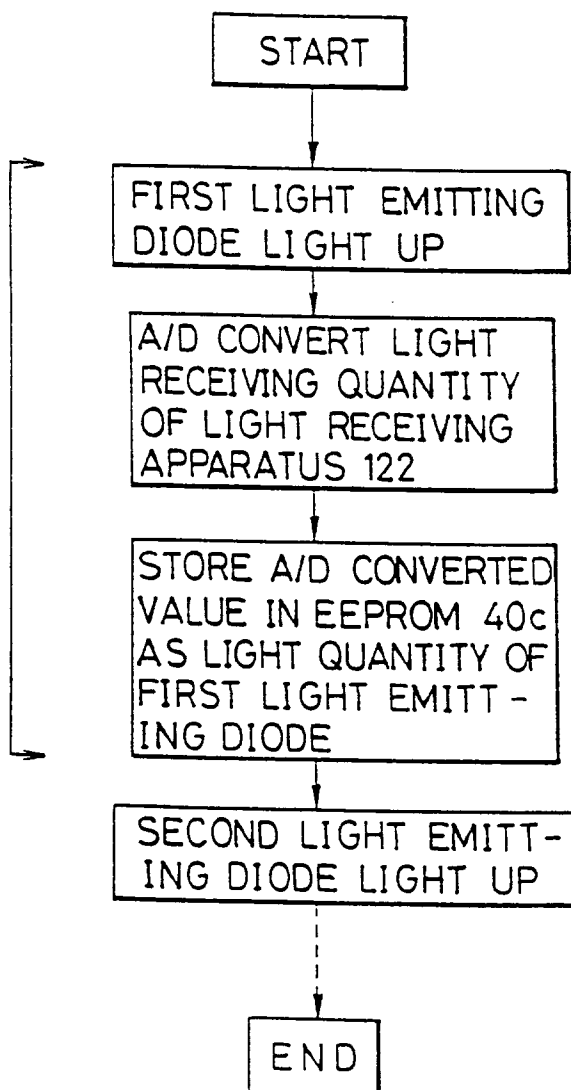 START
FIRST LIGHT EMITTING
DIODE LIGHT UP
A/D CONVERT LIGHT
RECEIVING QUANTITY
OF LIGHT RECEIVING
APPARATUS 122
STORE A/D CONVERTED
VALUE IN EEPROM 40c
AS LIGHT QUANTITY OF
FIRST LIGHT EMITT-
ING DIODE
SECOND LIGHT EMITT-
ING DIODE LIGHT UP
END